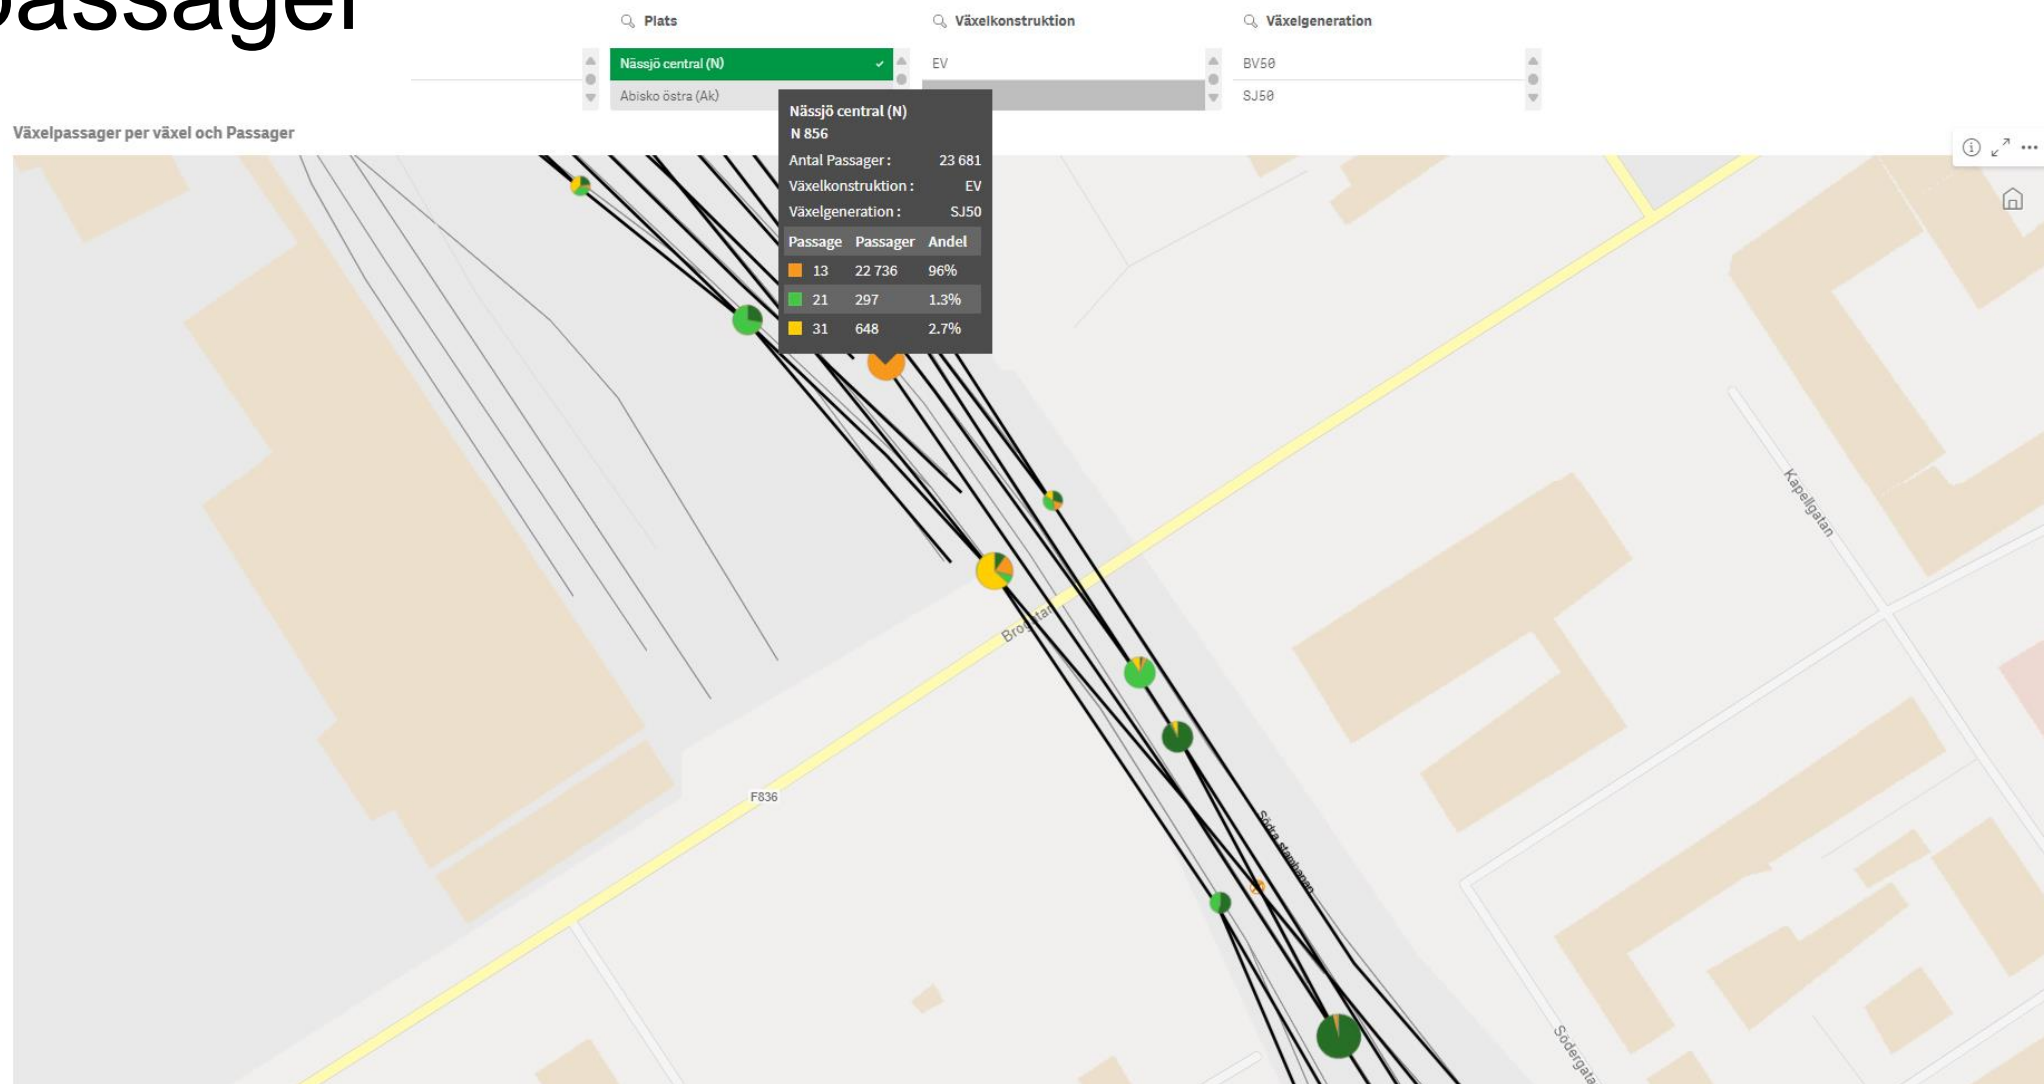 passager
Plats
Växelkonstruktion
Växelgeneration
Nässjö central (N)
EV
BV50
Abisko östra (Ak)
SJ50
Växelpassager per växel och Passager
Nässjö central (N)
N 856
Antal Passager : 23 681
Växelkonstruktion : EV
Växelgeneration : SJ50
Passage Passager Andel
13 22 736 96%
21 297 1.3%
31 648 2.7%
Kapellgatan
Brogatan
F836
Södra stambanan
Södergata